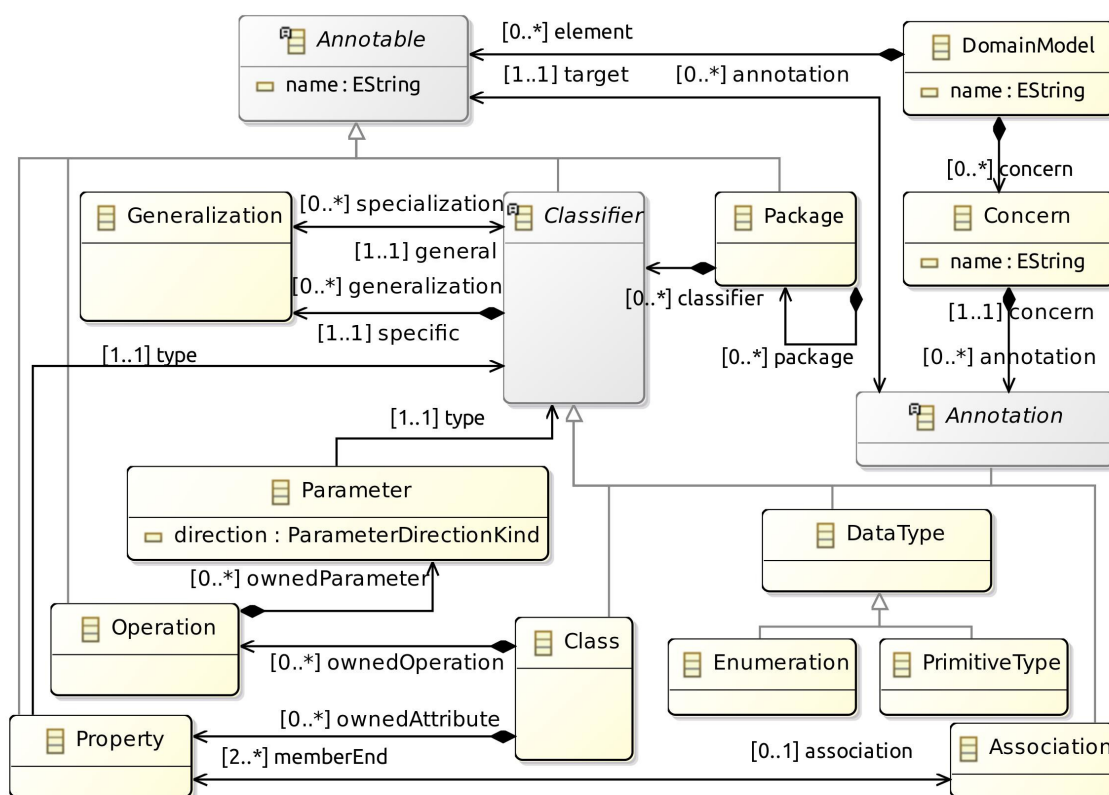 Annotable
name : EString
[0..*] element
[1..1] target
[0..*] annotation
DomainModel
name : EString
[0..*] concern
Generalization
[0..*] specialization
[1..1] general
[0..*] generalization
[1..1] specific
Classifier
Package
[0..*] classifier
[0..*] package
Concern
name : EString
[1..1] concern
[0..*] annotation
[1..1] type
[1..1] type
Annotation
Parameter
direction : ParameterDirectionKind
DataType
[0..*] ownedParameter
Operation
[0..*] ownedOperation
Class
Enumeration
PrimitiveType
[0..*] ownedAttribute
Property
[2..*] memberEnd
[0..1] association
Association